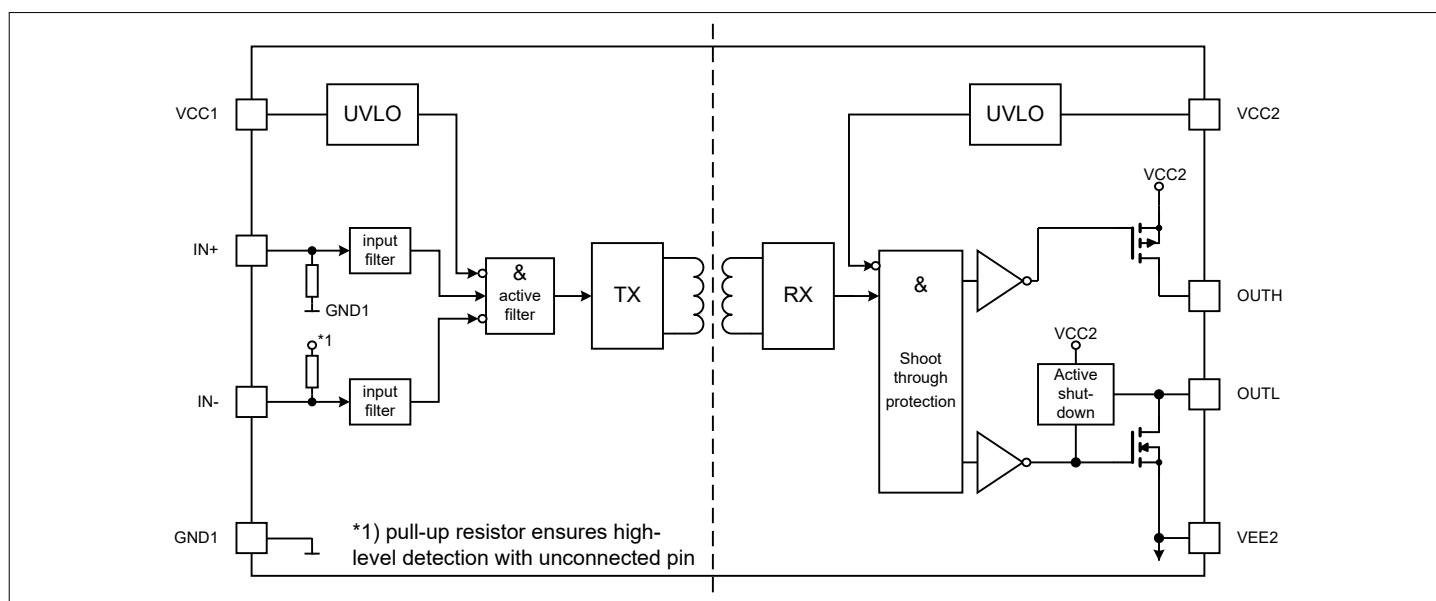 VCC1
UVLO
UVLO
VCC2
VCC2
IN+
input
filter
GND1
&
active
filter
TX
RX
&
Shoot
through
protection
OUTH
*1
IN-
input
filter
VCC2
Active
shut-
down
OUTL
GND1
*1) pull-up resistor ensures high-
level detection with unconnected pin
VEE2